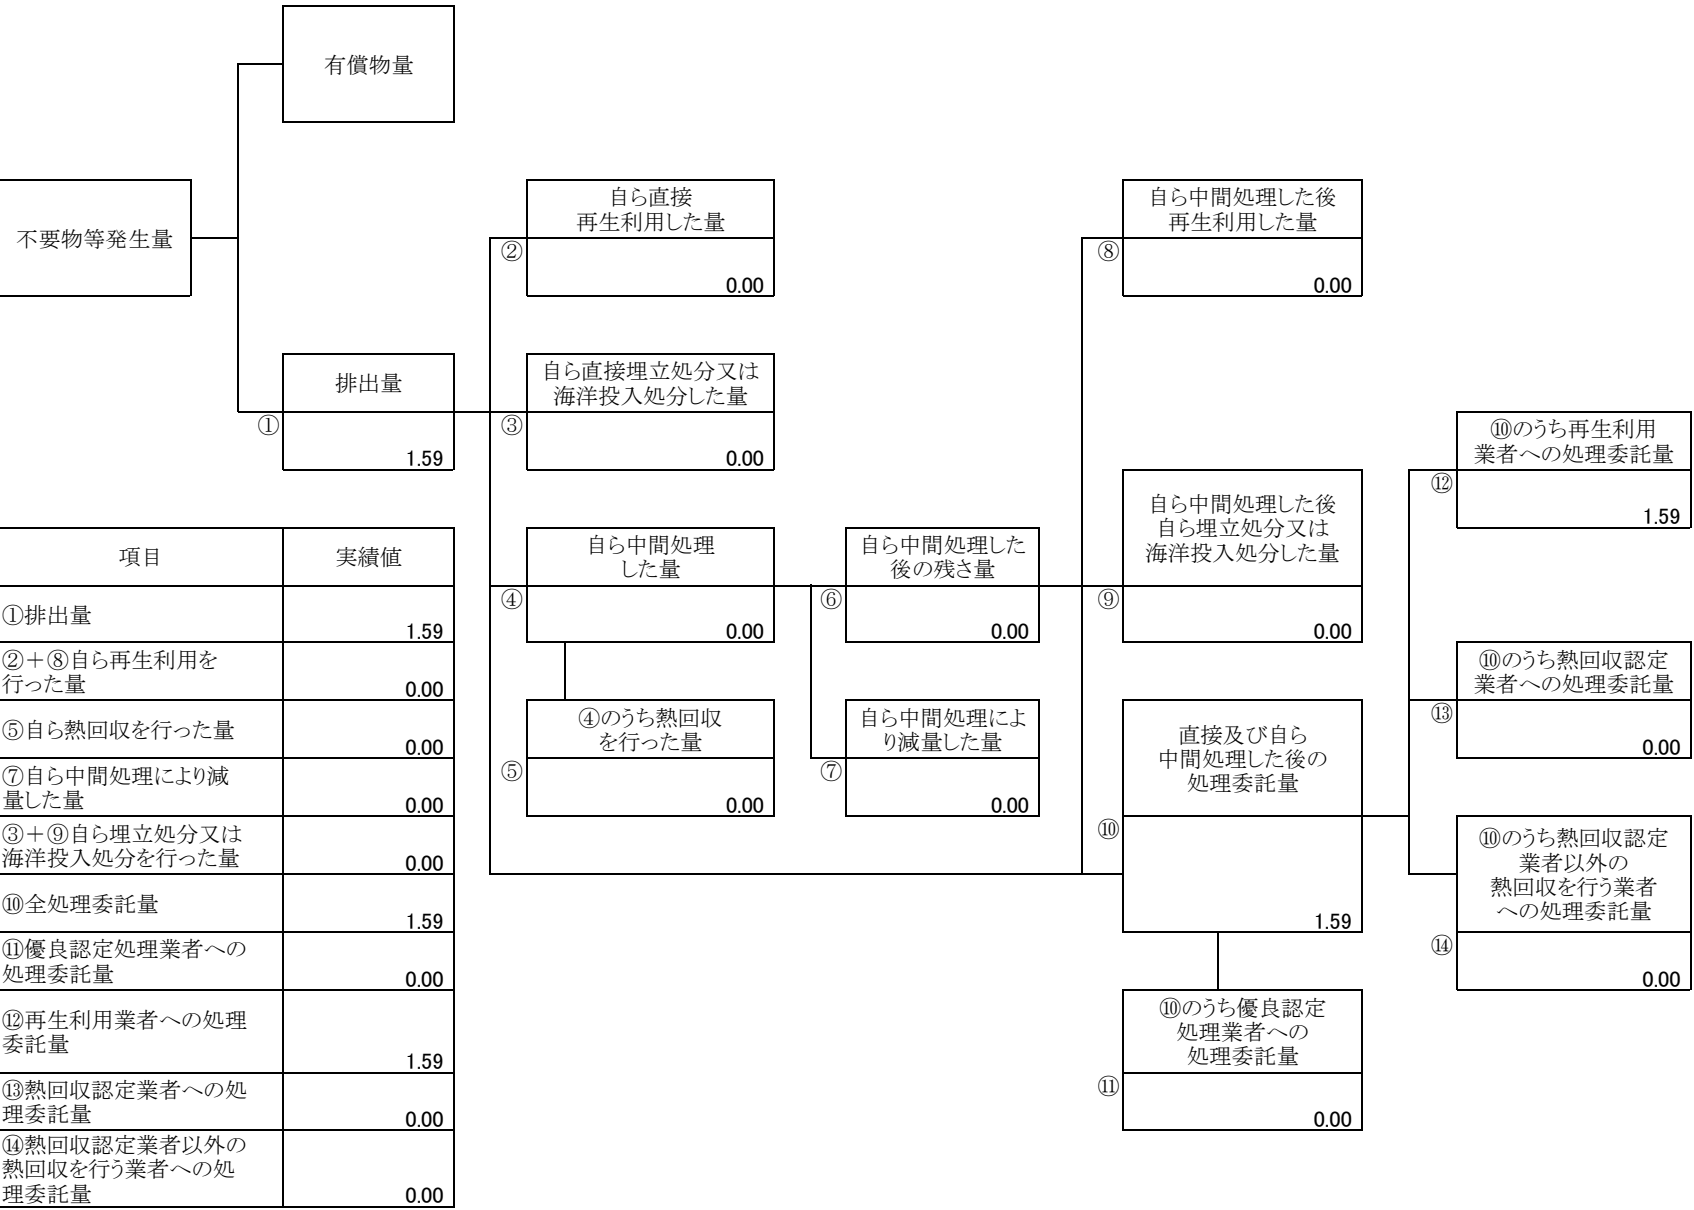 有償物量
不要物等発生量
排出量
①
1.59
自ら直接
再生利用した量
②
0.00
自ら直接埋立処分又は
海洋投入処分した量
③
0.00
自ら中間処理
した量
④
0.00
④のうち熱回収
を行った量
⑤
0.00
自ら中間処理した
後の残さ量
⑥
0.00
自ら中間処理によ
り減量した量
⑦
0.00
自ら中間処理した後
再生利用した量
⑧
0.00
自ら中間処理した後
自ら埋立処分又は
海洋投入処分した量
⑨
0.00
直接及び自ら
中間処理した後の
処理委託量
⑩
1.59
⑩のうち優良認定
処理業者への
処理委託量
⑪
0.00
⑩のうち再生利用
業者への処理委託量
⑫
1.59
⑩のうち熱回収認定
業者への処理委託量
⑬
0.00
⑩のうち熱回収認定
業者以外の
熱回収を行う業者
への処理委託量
⑭
0.00
項目 実績値
①排出量
1.59
②+⑧自ら再生利用を
行った量
0.00
⑤自ら熱回収を行った量
0.00
⑦自ら中間処理により減
量した量
0.00
③+⑨自ら埋立処分又は
海洋投入処分を行った量
0.00
⑩全処理委託量
1.59
⑪優良認定処理業者への
処理委託量
0.00
⑫再生利用業者への処理
委託量
1.59
⑬熱回収認定業者への処
理委託量
0.00
⑭熱回収認定業者以外の
熱回収を行う業者への処
理委託量
0.00